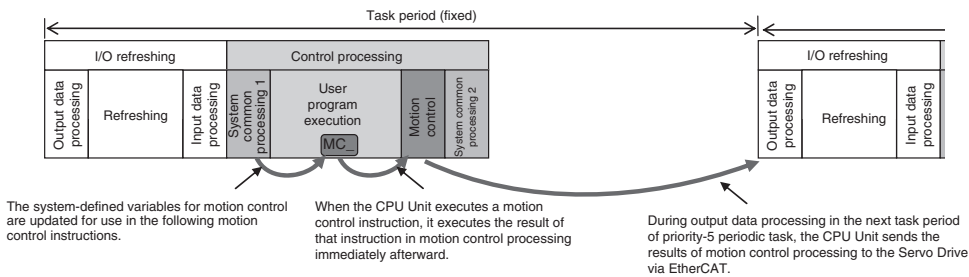 Task period (fixed)
I/O refreshing
Control processing
I/O refreshing
Output data
processing
Refreshing
Input data
processing
System
common
processing 1
User
program
execution
MC_
Motion
control
System common
processing 2
Output data
processing
Refreshing
Input data
processing
The system-defined variables for motion control
are updated for use in the following motion
control instructions.
When the CPU Unit executes a motion
control instruction, it executes the result of
that instruction in motion control processing
immediately afterward.
During output data processing in the next task period
of priority-5 periodic task, the CPU Unit sends the
results of motion control processing to the Servo Drive
via EtherCAT.